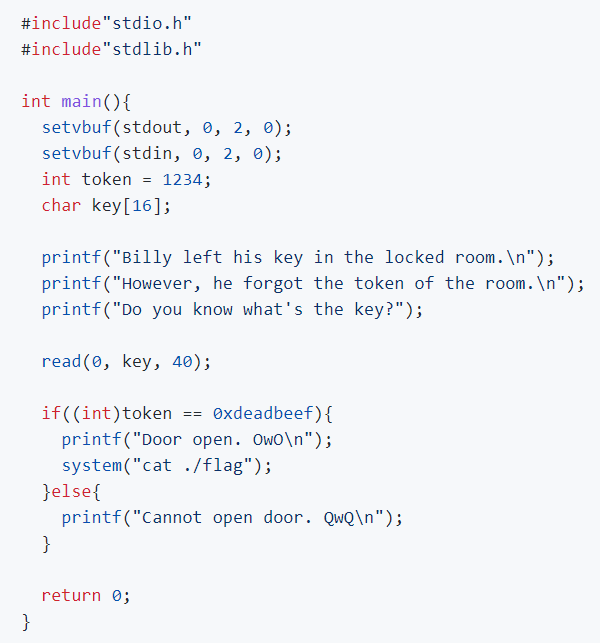 #include"stdio.h"
#include"stdlib.h"
int main(){
setvbuf(stdout, 0, 2, 0);
setvbuf(stdin, 0, 2, 0);
int token = 1234;
char key[16];
printf("Billy left his key in the locked room.\n");
printf("However, he forgot the token of the room.\n");
printf("Do you know what's the key?");
read(0, key, 40);
if((int)token == 0xdeadbeef){
printf("Door open. OwO\n");
system("cat ./flag");
}else{
printf("Cannot open door. QwQ\n");
}
return 0;
}